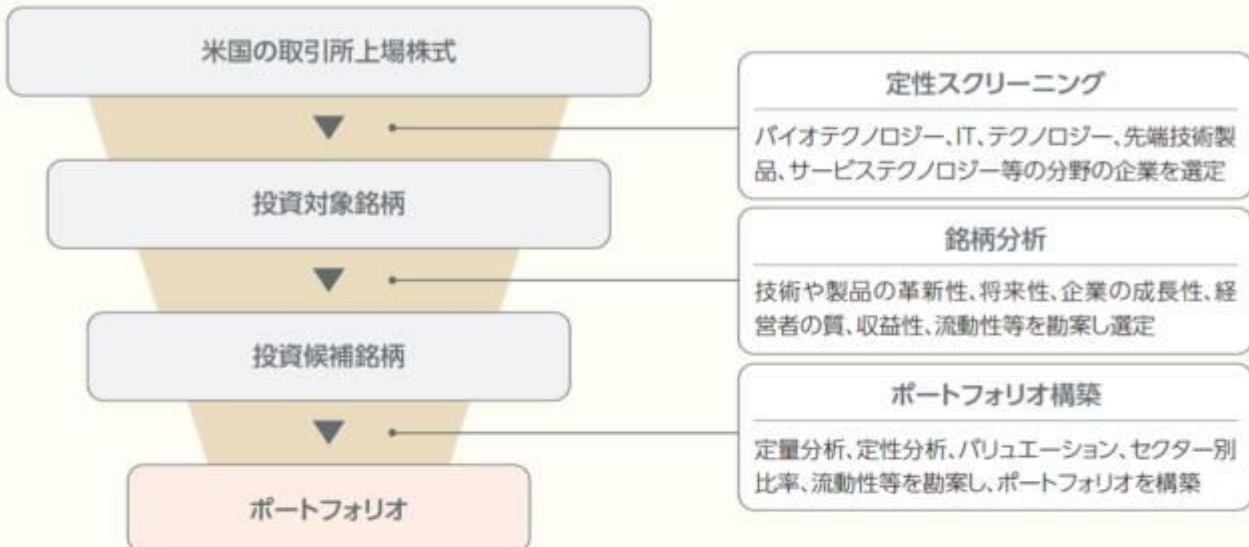 米国の取引所上場株式
定性スクリーニング
バイオテクノロジー、IT、テクノロジー、先端技術製
品、サービステクノロジー等の分野の企業を選定
投資対象銘柄
銘柄分析
技術や製品の革新性、将来性、企業の成長性、経
営者の質、収益性、流動性等を勘案し選定
投資候補銘柄
ポートフォリオ構築
定量分析、定性分析、バリュエーション、セクター別
比率、流動性等を勘案し、ポートフォリオを構築
ポートフォリオ